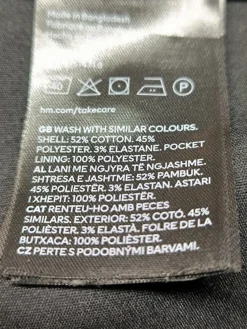 Made in Bangladesh
40
P
hm.com/takecare
GB WASH WITH SIMILAR COLOURS.
SHELL: 52% COTTON. 45%
POLYESTER. 3% ELASTANE. POCKET
LINING: 100% POLYESTER.
AL LANI ME NGJYRA TË NGJASHME.
SHTRESA E JASHTME: 52% PAMBUK.
45% POLIESTËR. 3% ELASTAN. ASTARI
I XHEPIT: 100% POLIESTËR.
CAT RENTEU-HO AMB PECES
SIMILARS. EXTERIOR: 52% COTÓ. 45%
POLIÈSTER. 3% ELASTÀ. FOLRE DE LA
BUTXACA: 100% POLIÈSTER.
CZ PERTE S PODOBNÝMI BARVAMI.